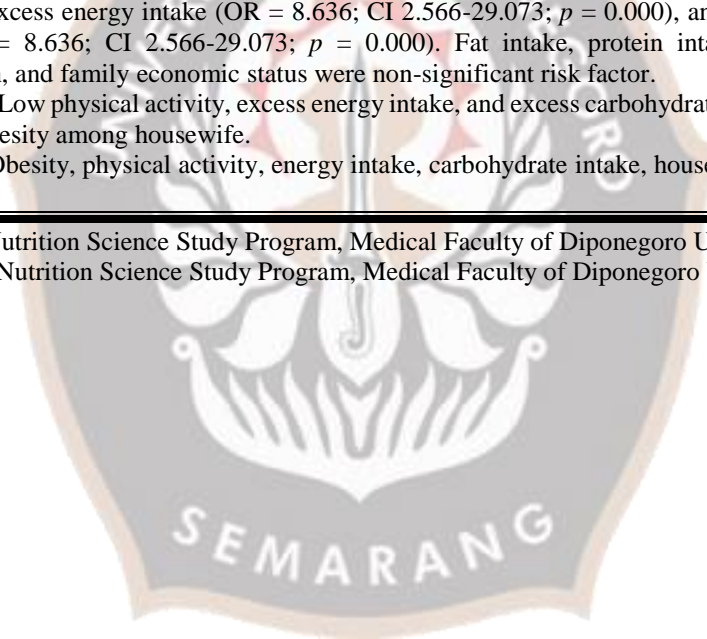 xcess energy intake (OR = 8.636; CI 2.566-29.073; p = 0.000), an
= 8.636; CI 2.566-29.073; p = 0.000). Fat intake, protein inta
, and family economic status were non-significant risk factor.
Low physical activity, excess energy intake, and excess carbohydrat
esity among housewife.
Obesity, physical activity, energy intake, carbohydrate intake, hous
utrition Science Study Program, Medical Faculty of Diponegoro U
Nutrition Science Study Program, Medical Faculty of Diponegoro
SEMARANG